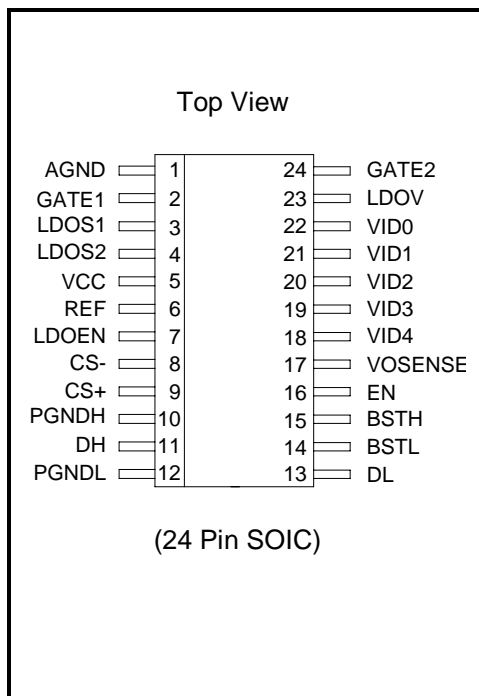 Top View
AGND 1 24 GATE2
GATE1 2 23 LDOV
LDOS1 3 22 VID0
LDOS2 4 21 VID1
VCC 5 20 VID2
REF 6 19 VID3
LDOEN 7 18 VID4
CS- 8 17 VOSENSE
CS+ 9 16 EN
PGNDH 10 15 BSTH
DH 11 14 BSTL
PGNDL 12 13 DL
(24 Pin SOIC)